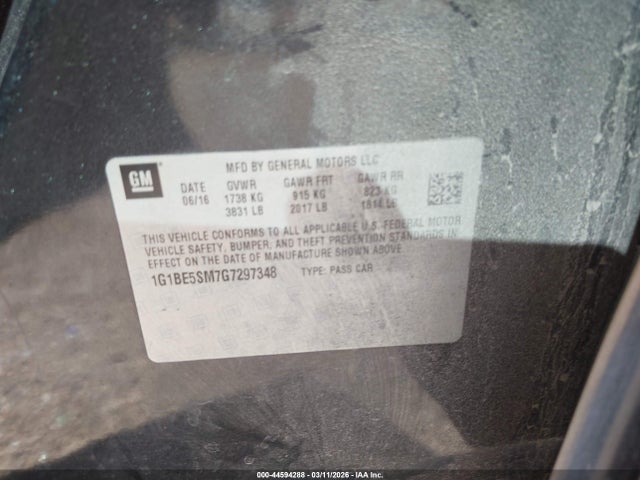 GM
MFD BY GENERAL MOTORS LLC
DATE GVWR GAWR FRT GAWR RR
06/16 1738 KG 915 KG 823 KG
3831 LB 2017 LB 1814 LB
THIS VEHICLE CONFORMS TO ALL APPLICABLE U.S. FEDERAL MOTOR
VEHICLE SAFETY, BUMPER, AND THEFT PREVENTION STANDARDS IN
EFFECT ON THE DATE OF MANUFACTURE SHOWN ABOVE.
1G1BE5SM7G7297348 TYPE: PASS CAR
000-44594288 | 03/11/2026 | IAA Inc.